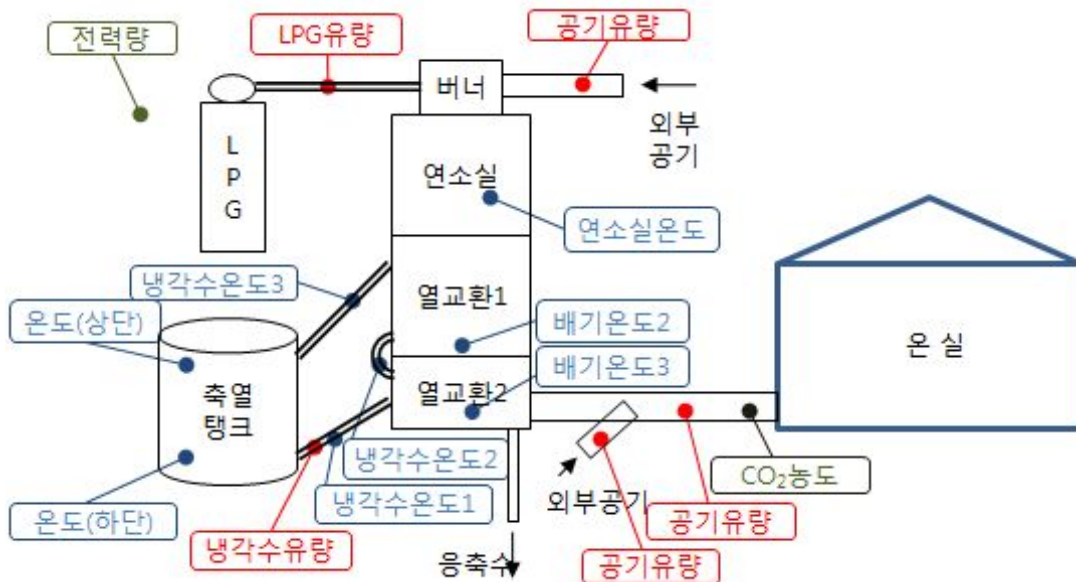 전력량
LPG유량
공기유량
버너
외부
공기
L
P
G
연소실
연소실온도
냉각수온도3
온도(상단)
열교환1
배기온도2
온 실
축열
탱크
열교환2
배기온도3
냉각수온도2
CO₂농도
냉각수온도1
외부공기
온도(하단)
냉각수유량
공기유량
응축수
공기유량